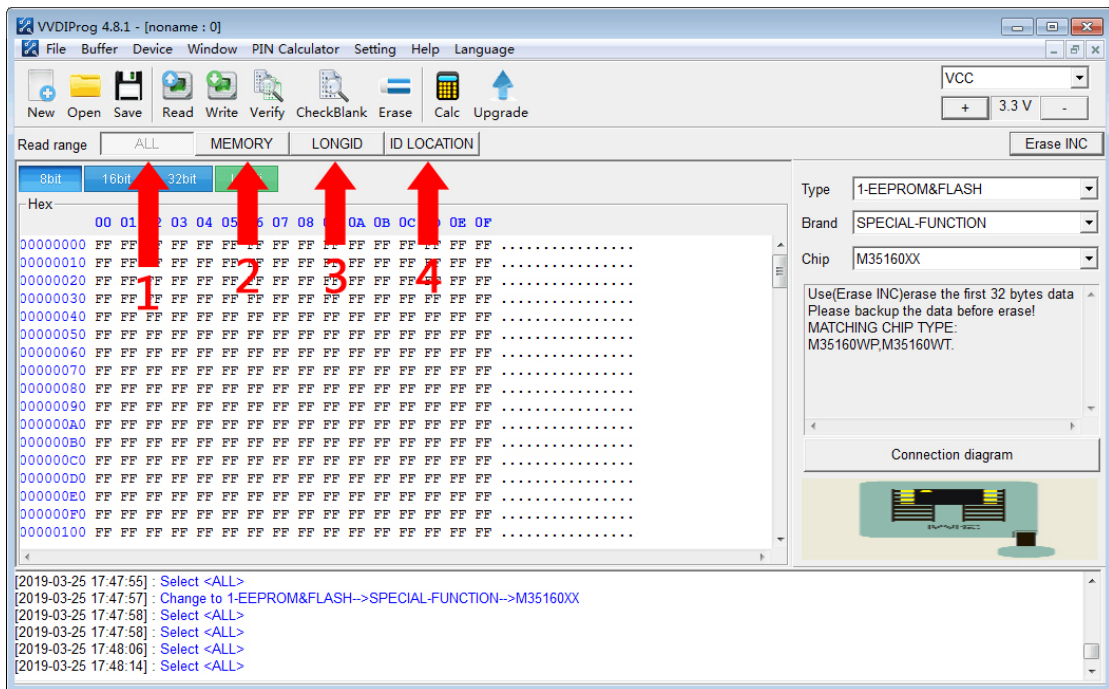 VVDIProg 4.8.1 - [noname : 0]
File Buffer Device Window PIN Calculator Setting Help Language
New Open Save Read Write Verify CheckBlank Erase Calc Upgrade
VCC
+ 3.3 V -
Read range ALL MEMORY LONGID ID LOCATION Erase INC
8bit 16bit 32bit
Hex
00 01 03 04 05 06 07 08 0A 0B 0C 0E 0F
00000000 FF FF FF FF FF FF FF FF FF FF FF FF FF FF FF FF ................
00000010 FF FF FF FF FF FF FF FF FF FF FF FF FF FF FF FF ................
00000020 FF FF FF FF FF FF FF FF FF FF FF FF FF FF FF FF ................
00000030 FF FF FF FF FF FF FF FF FF FF FF FF FF FF FF FF ................
00000040 FF FF FF FF FF FF FF FF FF FF FF FF FF FF FF FF ................
00000050 FF FF FF FF FF FF FF FF FF FF FF FF FF FF FF FF ................
00000060 FF FF FF FF FF FF FF FF FF FF FF FF FF FF FF FF ................
00000070 FF FF FF FF FF FF FF FF FF FF FF FF FF FF FF FF ................
00000080 FF FF FF FF FF FF FF FF FF FF FF FF FF FF FF FF ................
00000090 FF FF FF FF FF FF FF FF FF FF FF FF FF FF FF FF ................
000000A0 FF FF FF FF FF FF FF FF FF FF FF FF FF FF FF FF ................
000000B0 FF FF FF FF FF FF FF FF FF FF FF FF FF FF FF FF ................
000000C0 FF FF FF FF FF FF FF FF FF FF FF FF FF FF FF FF ................
000000D0 FF FF FF FF FF FF FF FF FF FF FF FF FF FF FF FF ................
000000E0 FF FF FF FF FF FF FF FF FF FF FF FF FF FF FF FF ................
000000F0 FF FF FF FF FF FF FF FF FF FF FF FF FF FF FF FF ................
00000100 FF FF FF FF FF FF FF FF FF FF FF FF FF FF FF FF ................
1 2 3 4
Type 1-EEPROM&FLASH
Brand SPECIAL-FUNCTION
Chip M35160XX
Use(Erase INC)erase the first 32 bytes data
Please backup the data before erase!
MATCHING CHIP TYPE:
M35160WP,M35160WT.
Connection diagram
[2019-03-25 17:47:55] : Select <ALL>
[2019-03-25 17:47:57] : Change to 1-EEPROM&FLASH-->SPECIAL-FUNCTION-->M35160XX
[2019-03-25 17:47:58] : Select <ALL>
[2019-03-25 17:47:58] : Select <ALL>
[2019-03-25 17:48:06] : Select <ALL>
[2019-03-25 17:48:14] : Select <ALL>